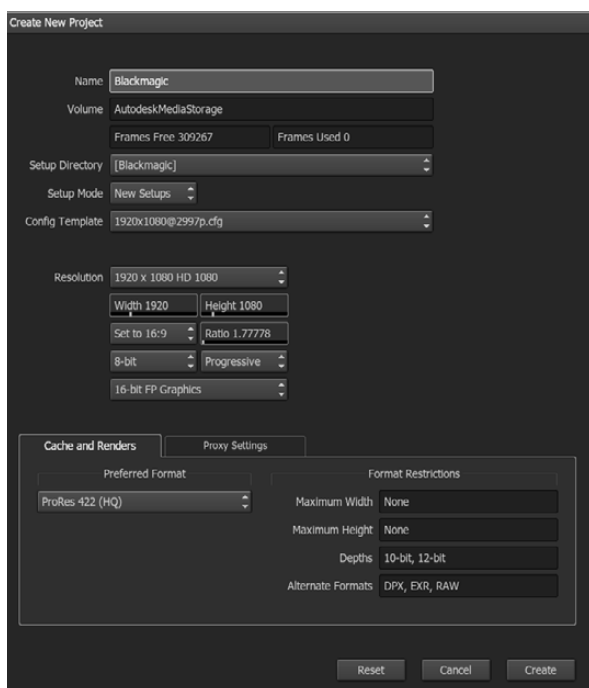 Create New Project
Name Blackmagic
Volume AutodeskMediaStorage
Frames Free 309267 Frames Used 0
Setup Directory [Blackmagic]
Setup Mode New Setups
Config Template 1920x1080@2997p.cfg
Resolution 1920 x 1080 HD 1080
Width 1920 Height 1080
Set to 16:9 Ratio 1.77778
8-bit Progressive
16-bit FP Graphics
Cache and Renders Proxy Settings
Preferred Format Format Restrictions
ProRes 422 (HQ) Maximum Width None
Maximum Height None
Depths 10-bit, 12-bit
Alternate Formats DPX, EXR, RAW
Reset Cancel Create